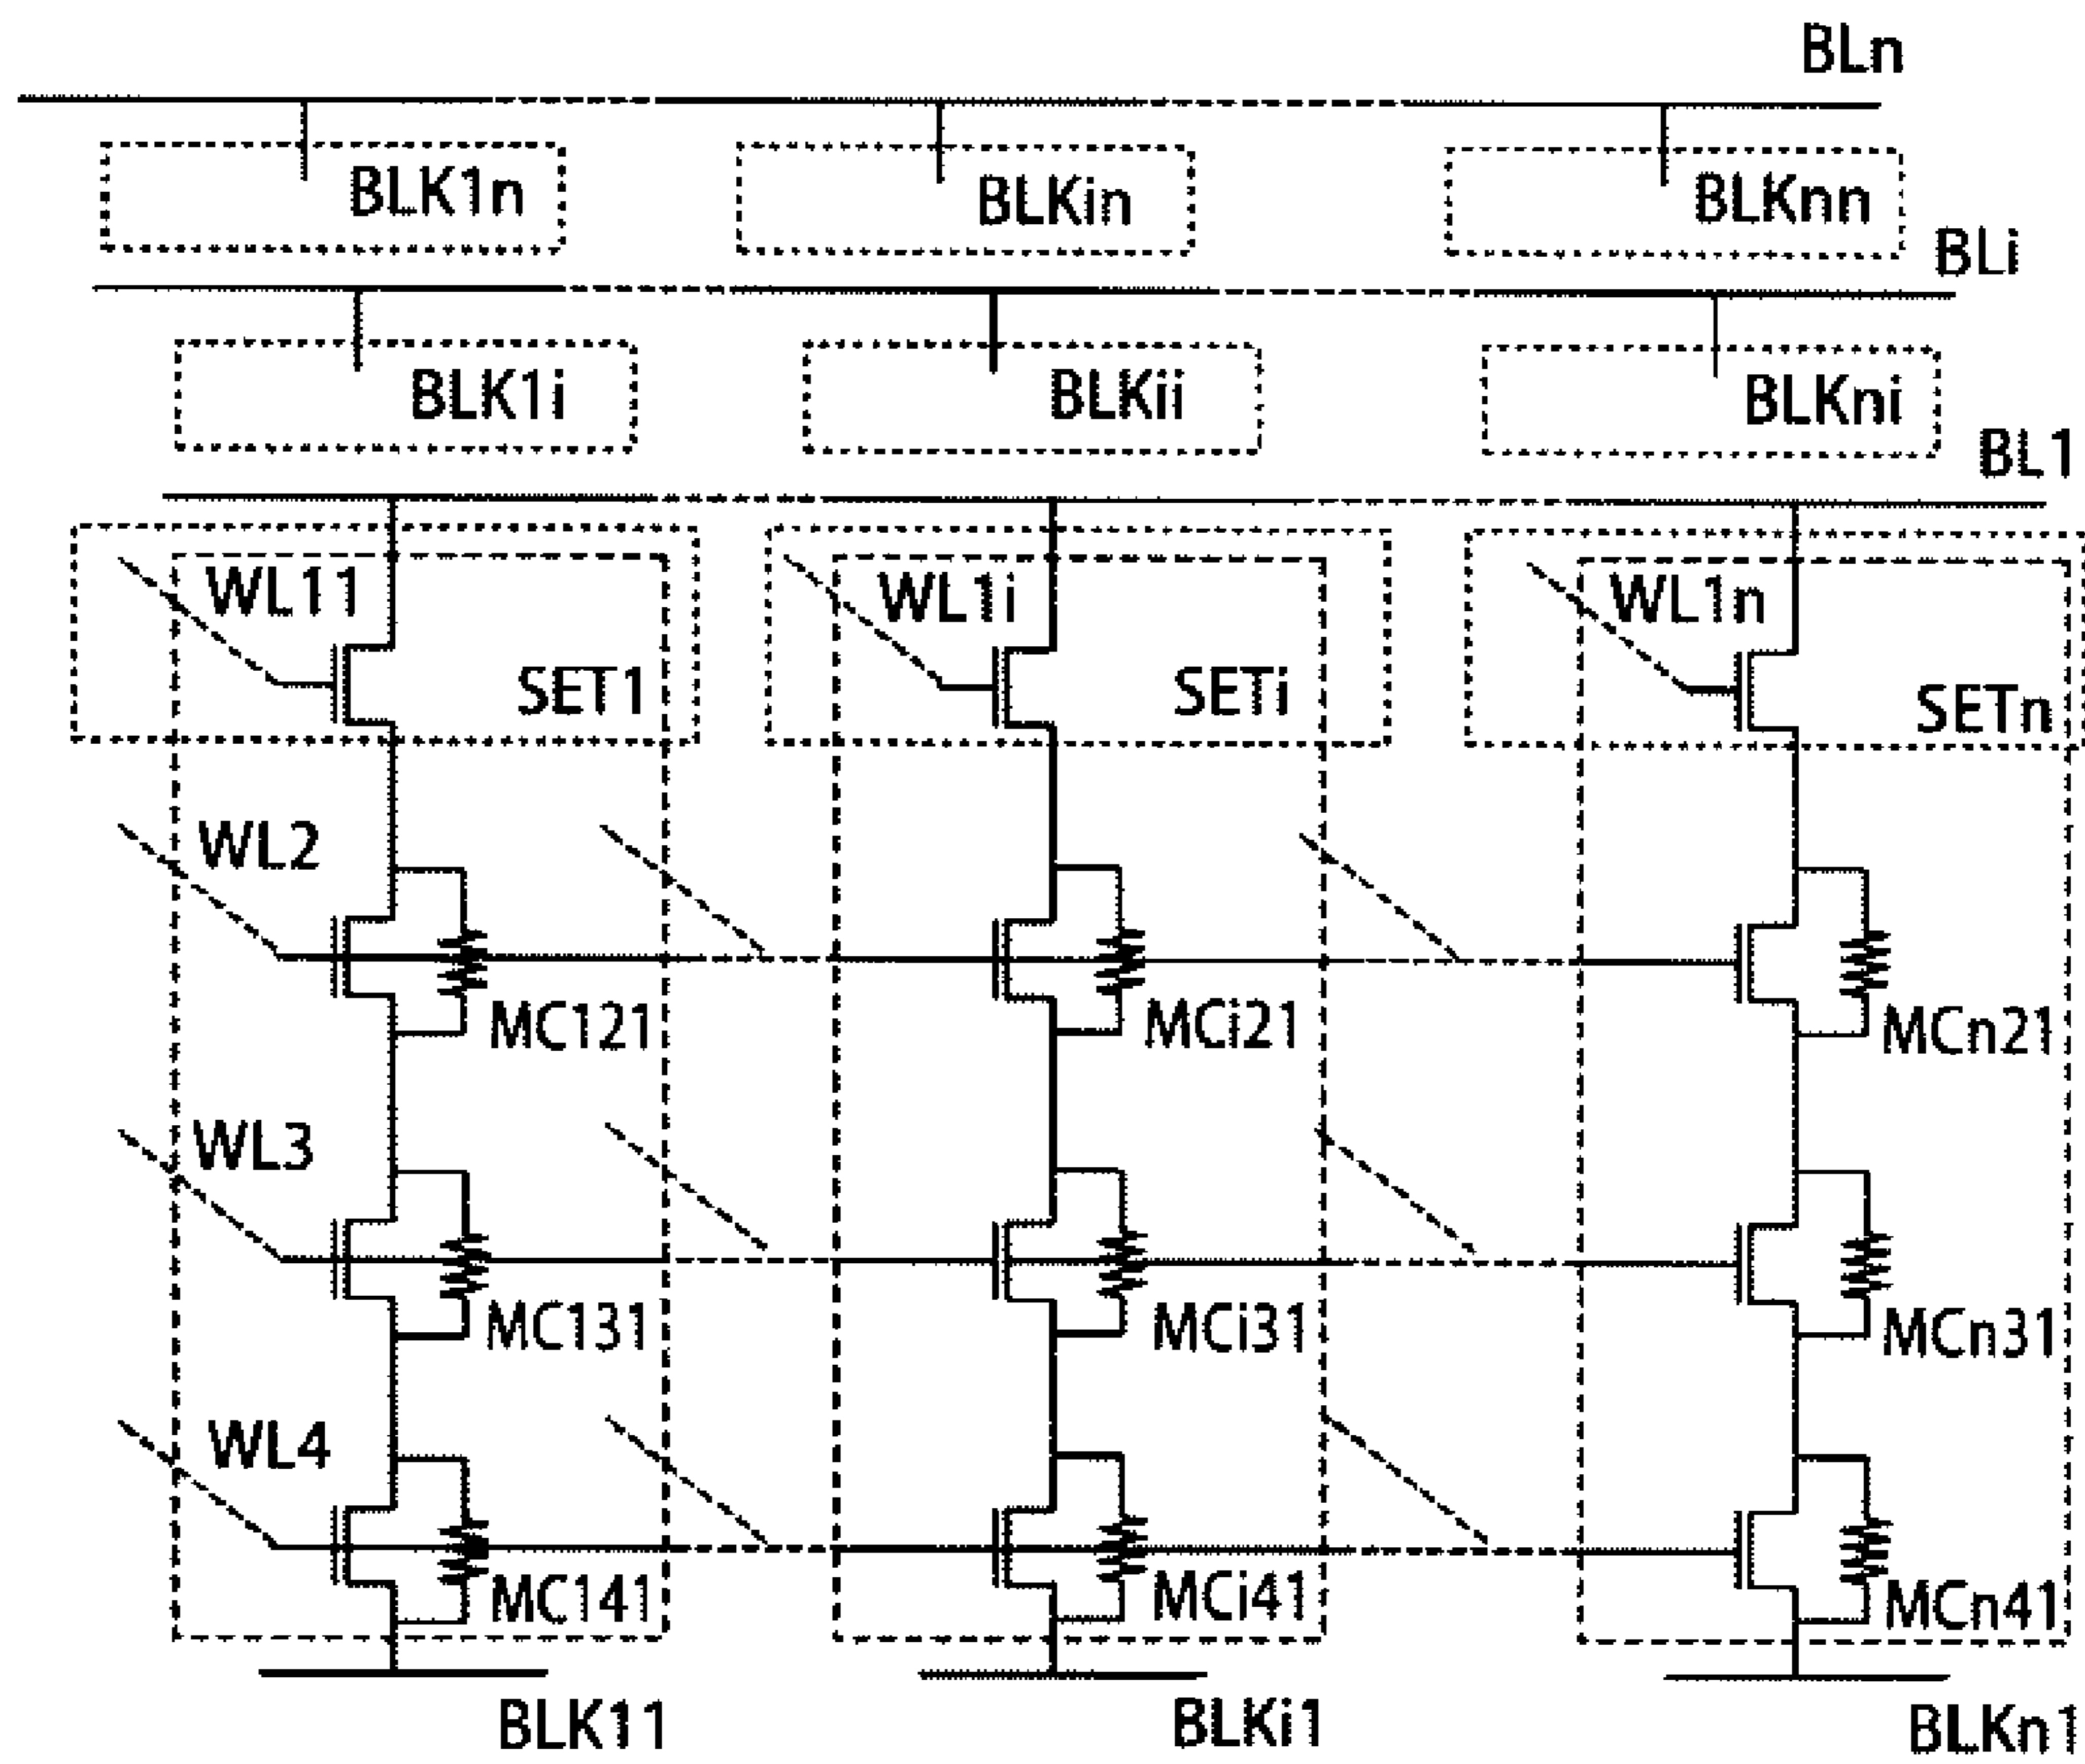 BLn
BLK1n BLKin BLKnn
BLi
BLK1i BLKii BLKni
BL1
WL11 WL1i WL1n
SET1 SETi SETn
WL2
MC121 MCi21 MCn21
WL3
MC131 MCi31 MCn31
WL4
MC141 MCi41 MCn41
BLK11 BLKi1 BLKn1